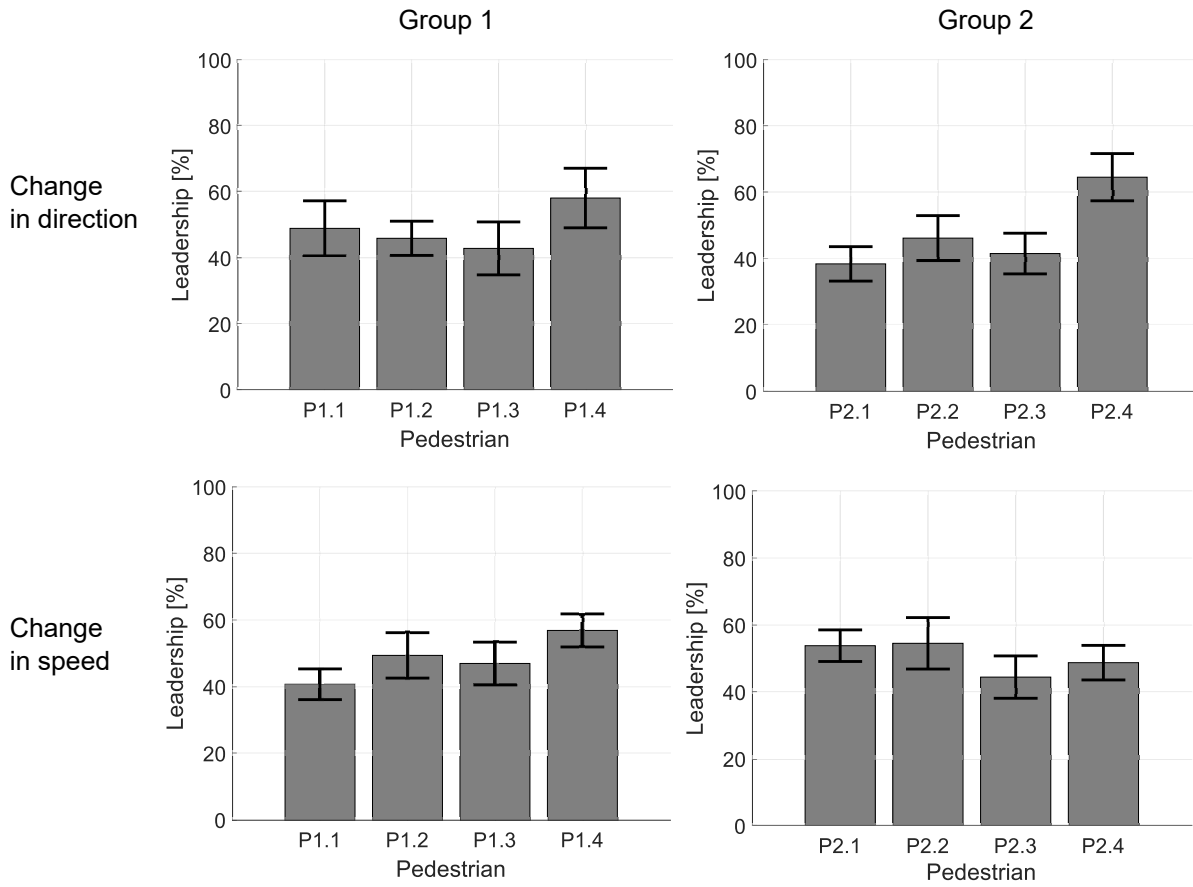 Group 1
Group 2
Change
in direction
Leadership [%]
100
80
60
40
20
0
P1.1 P1.2 P1.3 P1.4
Pedestrian
Leadership [%]
100
80
60
40
20
0
P2.1 P2.2 P2.3 P2.4
Pedestrian
Change
in speed
Leadership [%]
100
80
60
40
20
0
P1.1 P1.2 P1.3 P1.4
Pedestrian
Leadership [%]
100
80
60
40
20
0
P2.1 P2.2 P2.3 P2.4
Pedestrian